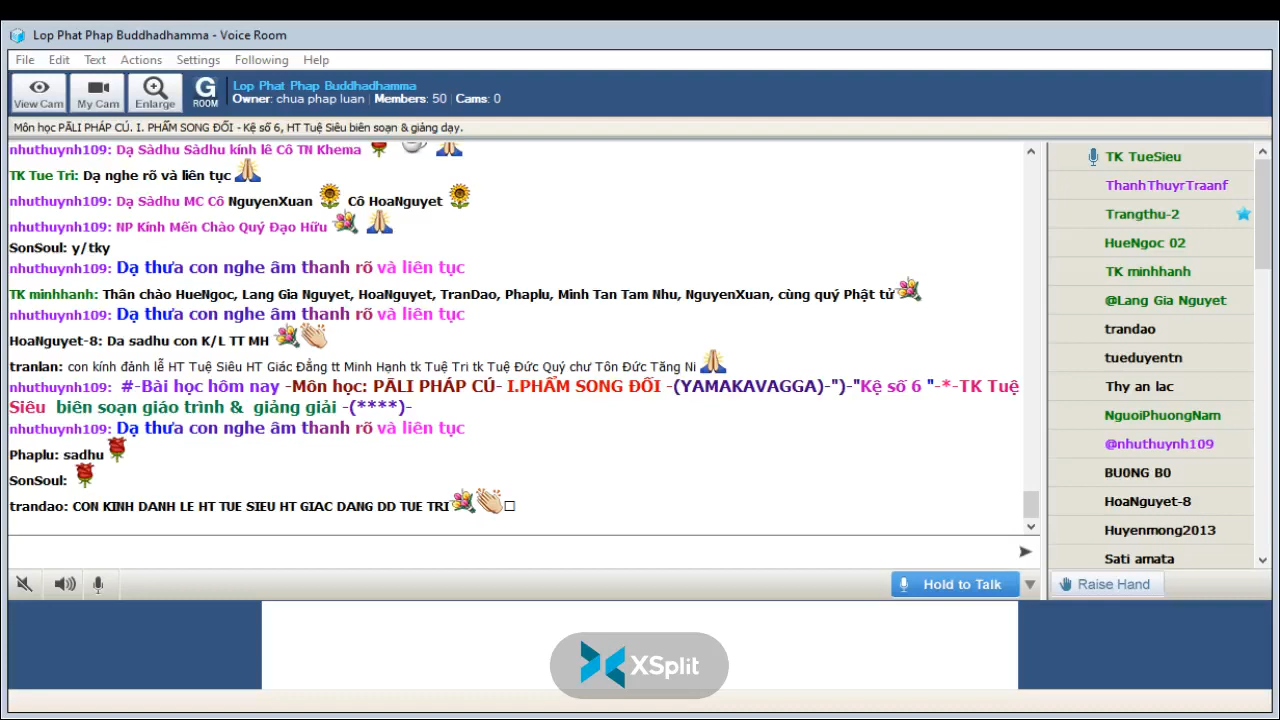 Lop Phat Phap Buddhadhamma - Voice Room
File Edit Text Actions Settings Following Help
View Cam My Cam Enlarge G ROOM
Lop Phat Phap Buddhadhamma
Owner: chua phap luan | Members: 50 | Cams: 0
Môn học PÃLI PHÁP CÚ. I. PHẨM SONG ĐỐI - Kệ số 6, HT Tuệ Siêu biên soạn & giảng dạy.
nhuthuynh109: Dạ Sàdhu Sàdhu kính lễ Cô TN Khema
TK Tue Tri: Dạ nghe rõ và liên tục
nhuthuynh109: Dạ Sàdhu MC Cô NguyenXuan Cô HoaNguyet
nhuthuynh109: NP Kính Mến Chào Quý Đạo Hữu
SonSoul: y/tky
nhuthuynh109: Dạ thưa con nghe âm thanh rõ và liên tục
TK minhhanh: Thân chào HueNgoc, Lang Gia Nguyet, HoaNguyet, TranDao, Phaplu, Minh Tan Tam Nhu, NguyenXuan, cùng quý Phật tử
nhuthuynh109: Dạ thưa con nghe âm thanh rõ và liên tục
HoaNguyet-8: Da sadhu con K/L TT MH
tranlan: con kính đảnh lễ HT Tuệ Siêu HT Giác Đẳng tt Minh Hạnh tk Tuệ Tri tk Tuệ Đức Quý chư Tôn Đức Tăng Ni
nhuthuynh109: #-Bài học hôm nay -Môn học: PÃLI PHÁP CÚ- I.PHẨM SONG ĐỐI -(YAMAKAVAGGA)-")-"Kệ số 6 "-*-TK Tuệ
Siêu biên soạn giáo trình & giảng giải -(****)-
nhuthuynh109: Dạ thưa con nghe âm thanh rõ và liên tục
Phaplu: sadhu
SonSoul:
trandao: CON KINH DANH LE HT TUE SIEU HT GIAC DANG DD TUE TRI
TK TueSieu
ThanhThuyrTraanf
Trangthu-2
HueNgoc 02
TK minhhanh
@Lang Gia Nguyet
trandao
tueduyentn
Thy an lac
NguoiPhuongNam
@nhuthuynh109
BU0NG B0
HoaNguyet-8
Huyenmong2013
Sati amata
Hold to Talk
Raise Hand
XSplit